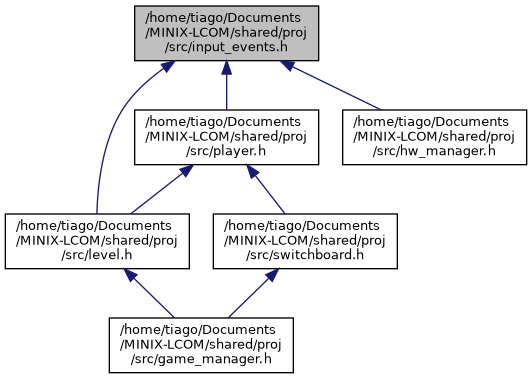 /home/tiago/Documents
/MINIX-LCOM/shared/proj
/src/input_events.h
/home/tiago/Documents
/MINIX-LCOM/shared/proj
/src/player.h
/home/tiago/Documents
/MINIX-LCOM/shared/proj
/src/hw_manager.h
/home/tiago/Documents
/MINIX-LCOM/shared/proj
/src/level.h
/home/tiago/Documents
/MINIX-LCOM/shared/proj
/src/switchboard.h
/home/tiago/Documents
/MINIX-LCOM/shared/proj
/src/game_manager.h